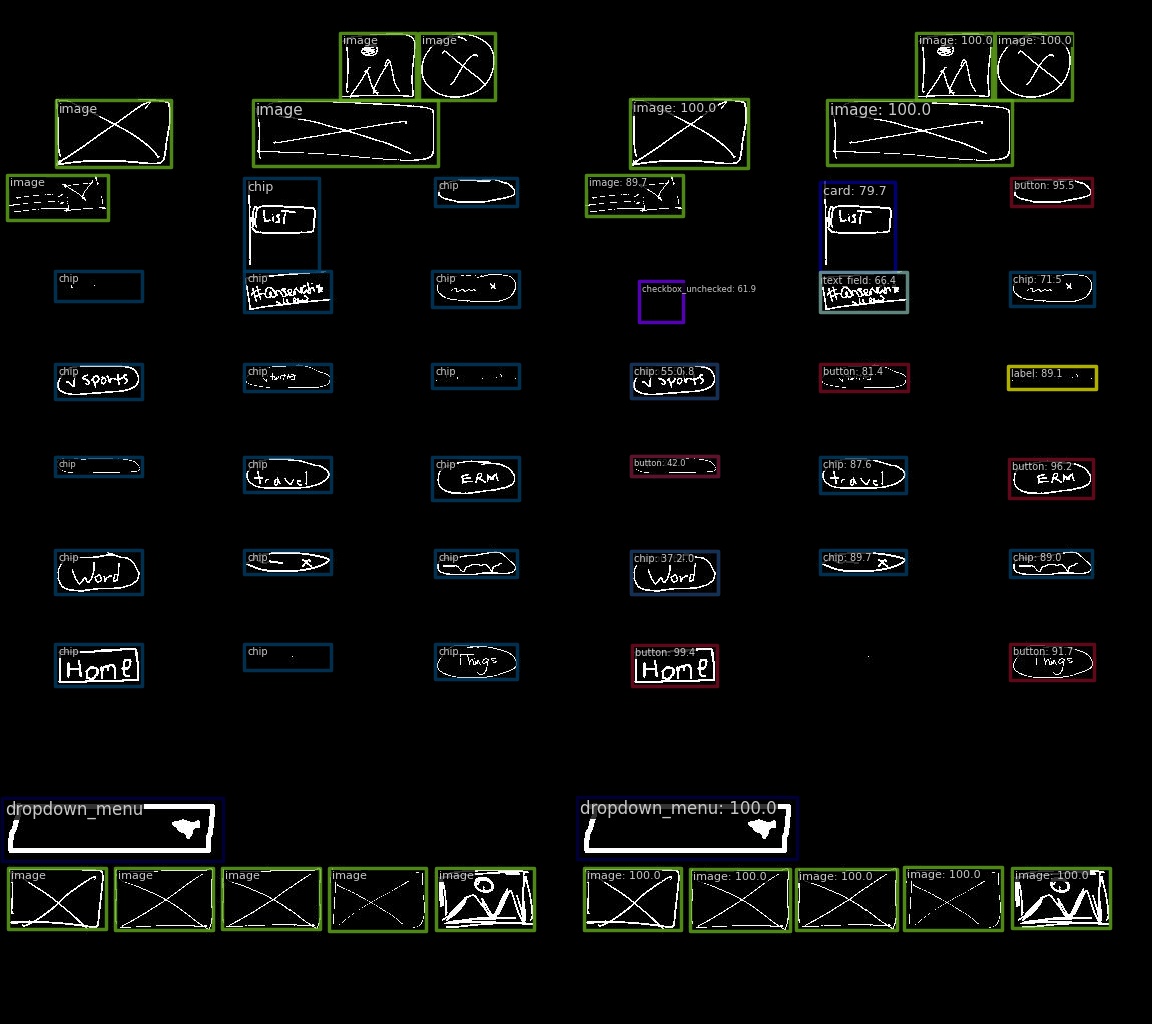 image image image: 100.0 image: 100.0
image image image: 100.0 image: 100.0
image chip chip image: 89.7 card: 79.7 button: 95.5
LisT LisT
chip chip chip checkbox_unchecked: 61.9 text_field: 66.4 chip: 71.5
x x
chip chip chip button: 81.4 label: 89.1
√ sports √ sports
chip chip chip button: 42.0 chip: 87.6 button: 96.2
travel ERM travel ERM
chip chip chip chip: 89.7 chip: 89.0
Word x Word x
chip chip chip button: 99.4 button: 91.7
Home Things Home Things
dropdown_menu dropdown_menu: 100.0
image image image image image image: 100.0 image: 100.0 image: 100.0 image: 100.0 image: 100.0